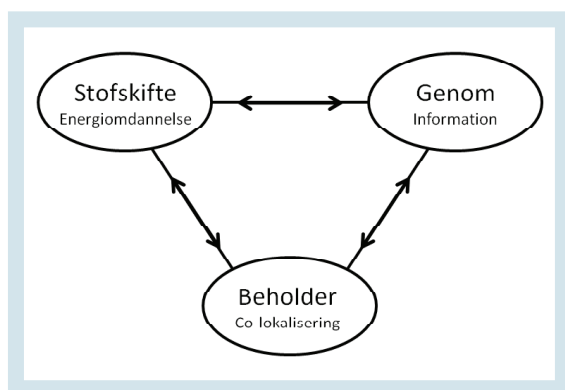 Stofskifte
Energiomdannelse
Genom
Information
Beholder
Co lokalisering